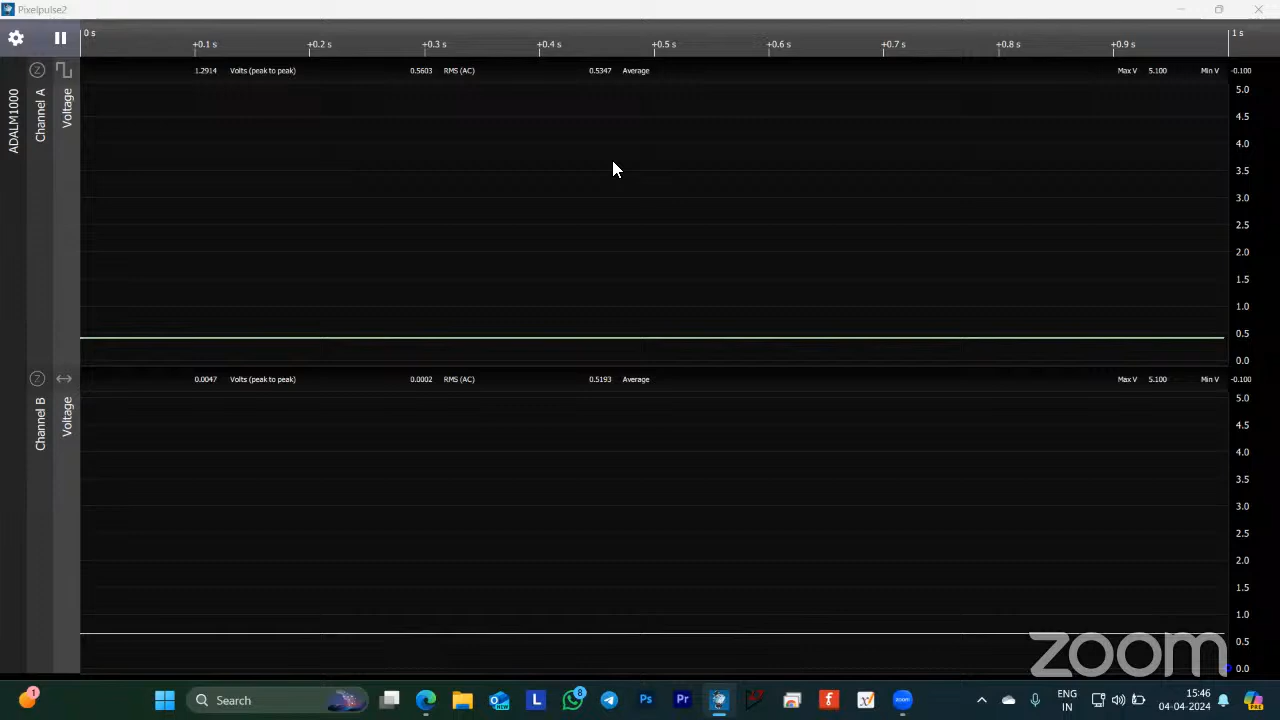 Pixelpulse2
0 s +0.1 s +0.2 s +0.3 s +0.4 s +0.5 s +0.6 s +0.7 s +0.8 s +0.9 s 1 s
ADALM1000
Z
Channel A
Voltage
1.2914 Volts (peak to peak) 0.5603 RMS (AC) 0.5347 Average Max V 5.100 Min V -0.100
5.0
4.5
4.0
3.5
3.0
2.5
2.0
1.5
1.0
0.5
0.0
Z
Channel B
Voltage
0.0047 Volts (peak to peak) 0.0002 RMS (AC) 0.5193 Average Max V 5.100 Min V -0.100
5.0
4.5
4.0
3.5
3.0
2.5
2.0
1.5
1.0
0.5
0.0
zoom
1
Search
L
8
Ps
Pr
zoom
ENG
IN
15:46
04-04-2024
PRE